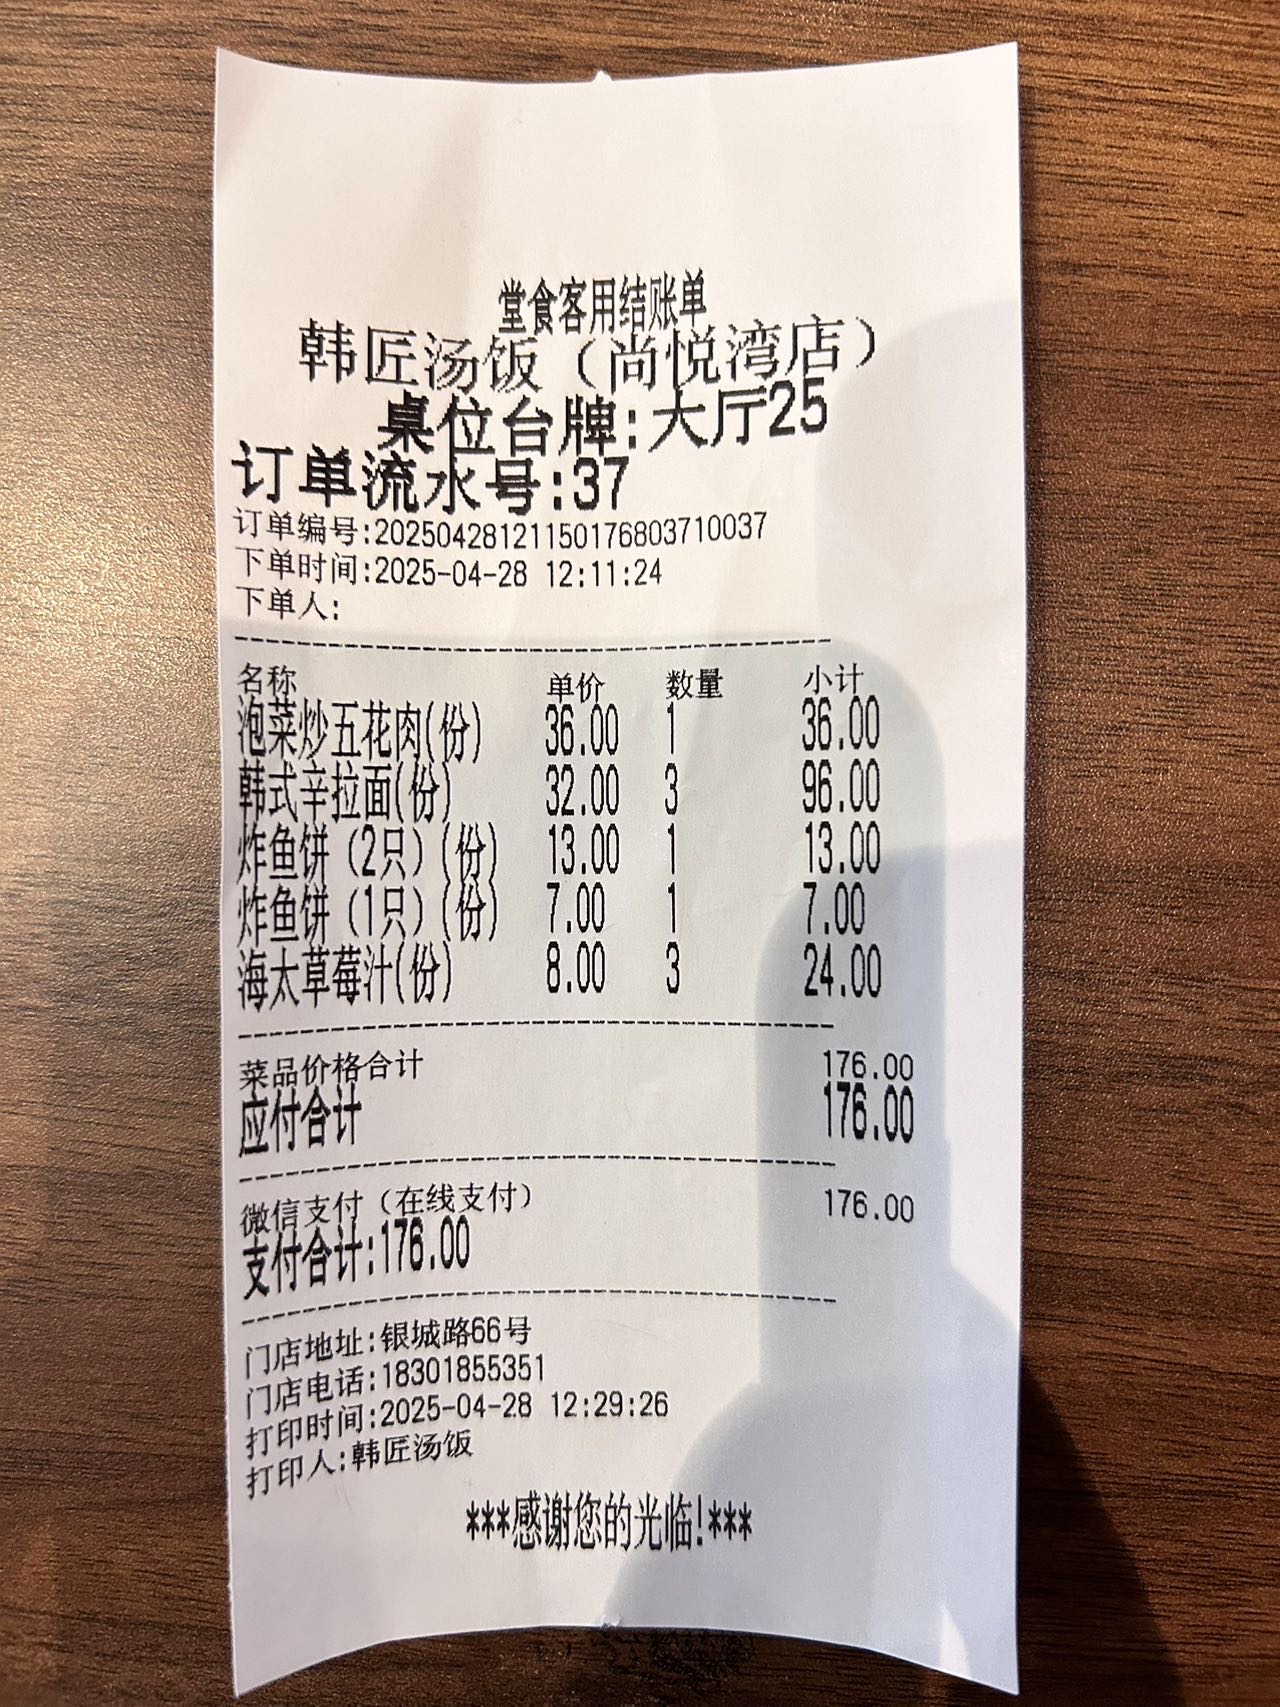 堂食客用结账单
韩匠汤饭（尚悦湾店）
桌位台牌:大厅25
订单流水号:37
订单编号:20250428121150176803710037
下单时间:2025-04-28 12:11:24
下单人:
名称 单价 数量 小计
泡菜炒五花肉(份) 36.00 1 36.00
韩式辛拉面(份) 32.00 3 96.00
炸鱼饼（2只）(份) 13.00 1 13.00
炸鱼饼（1只）(份) 7.00 1 7.00
海太草莓汁(份) 8.00 3 24.00
菜品价格合计 176.00
应付合计 176.00
微信支付（在线支付） 176.00
支付合计:176.00
门店地址:银城路66号
门店电话:18301855351
打印时间:2025-04-28 12:29:26
打印人:韩匠汤饭
***感谢您的光临!***